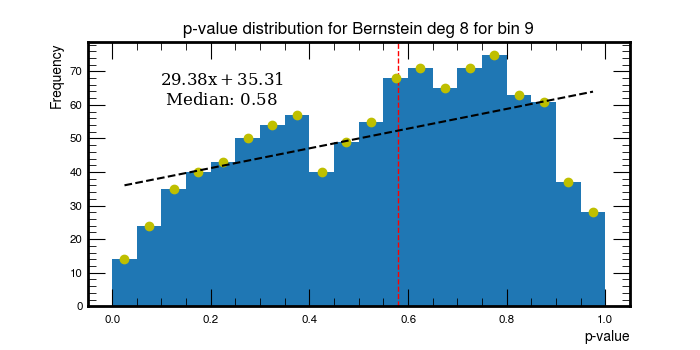 p-value distribution for Bernstein deg 8 for bin 9
Frequency
29.38x + 35.31
Median: 0.58
70
60
50
40
30
20
10
0
0.0 0.2 0.4 0.6 0.8 1.0
p-value